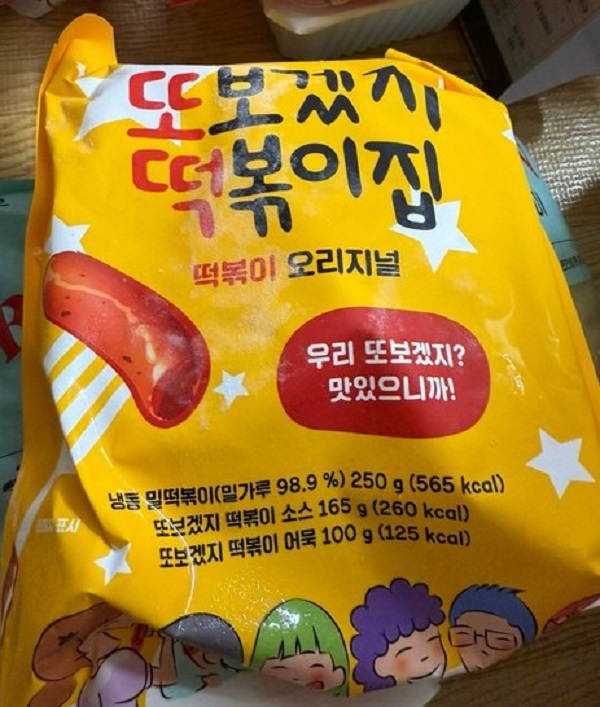 또보겠지
떡볶이집
떡볶이 오리지널
우리 또보겠지?
맛있으니까!
냉동 밀떡볶이(밀가루 98.9 %) 250 g (565 kcal)
또보겠지 떡볶이 소스 165 g (260 kcal)
또보겠지 떡볶이 어묵 100 g (125 kcal)
표시